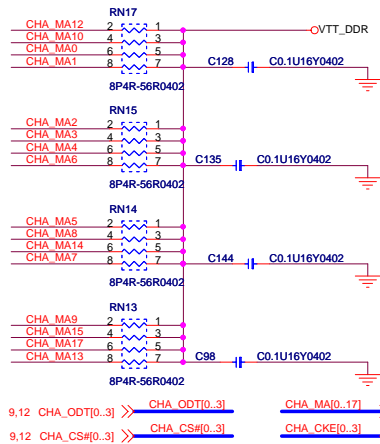 RN17
CHA_MA12 2 1 VTT_DDR
CHA_MA10 4 3
CHA_MA0 6 5
CHA_MA1 8 7 C128 C0.1U16Y0402
8P4R-56R0402
RN15
CHA_MA2 2 1
CHA_MA3 4 3
CHA_MA4 6 5
CHA_MA6 8 7 C135 C0.1U16Y0402
8P4R-56R0402
RN14
CHA_MA5 2 1
CHA_MA8 4 3
CHA_MA14 6 5
CHA_MA7 8 7 C144 C0.1U16Y0402
8P4R-56R0402
RN13
CHA_MA9 2 1
CHA_MA15 4 3
CHA_MA17 6 5
CHA_MA13 8 7 C98 C0.1U16Y0402
8P4R-56R0402
9,12 CHA_ODT[0..3] CHA_ODT[0..3] CHA_MA[0..17]
9,12 CHA_CS#[0..3] CHA_CS#[0..3] CHA_CKE[0..3]